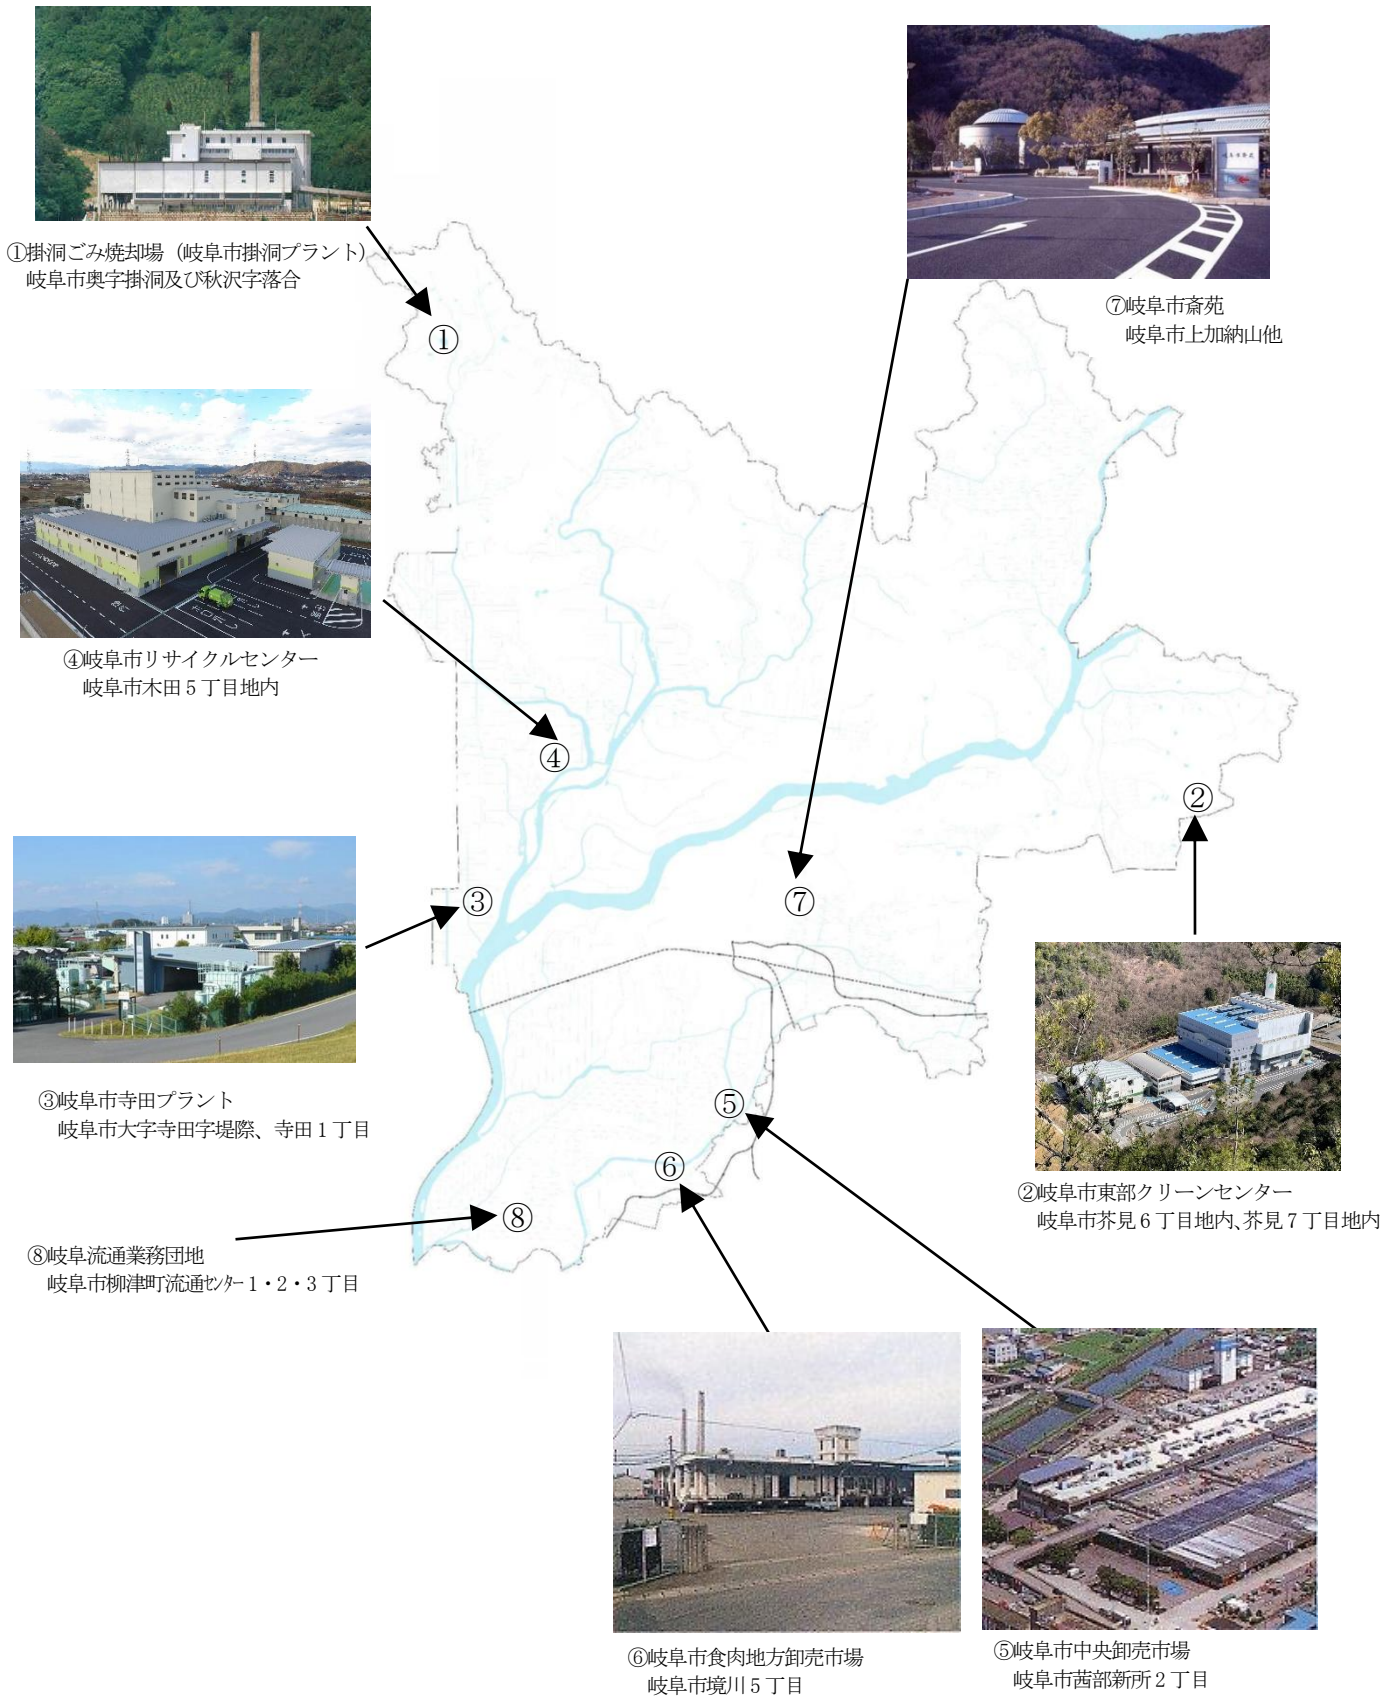 ①掛洞ごみ焼却場（岐阜市掛洞プラント）
岐阜市奥字掛洞及び秋沢字落合
⑦岐阜市斎苑
岐阜市上加納山他
①
④岐阜市リサイクルセンター
岐阜市木田５丁目地内
④
②
③
⑦
③岐阜市寺田プラント
岐阜市大字寺田字堤際、寺田１丁目
⑤
⑥
②岐阜市東部クリーンセンター
岐阜市芥見６丁目地内、芥見７丁目地内
⑧
⑧岐阜流通業務団地
岐阜市柳津町流通ｾﾝﾀｰ１・２・３丁目
⑥岐阜市食肉地方卸売市場
岐阜市境川５丁目
⑤岐阜市中央卸売市場
岐阜市茜部新所２丁目